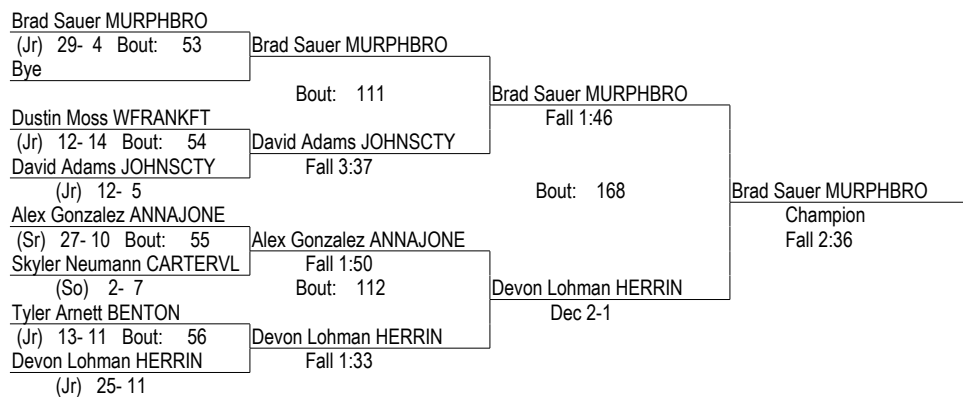 Brad Sauer MURPHBRO
(Jr) 29- 4 Bout: 53
Bye
Dustin Moss WFRANKFT
(Jr) 12- 14 Bout: 54
David Adams JOHNSCTY
(Jr) 12- 5
Alex Gonzalez ANNAJONE
(Sr) 27- 10 Bout: 55
Skyler Neumann CARTERVL
(So) 2- 7
Tyler Arnett BENTON
(Jr) 13- 11 Bout: 56
Devon Lohman HERRIN
(Jr) 25- 11
Brad Sauer MURPHBRO
Bout: 111
David Adams JOHNSCTY
Fall 3:37
Alex Gonzalez ANNAJONE
Fall 1:50
Bout: 112
Devon Lohman HERRIN
Fall 1:33
Brad Sauer MURPHBRO
Fall 1:46
Bout: 168
Devon Lohman HERRIN
Dec 2-1
Brad Sauer MURPHBRO
Champion
Fall 2:36